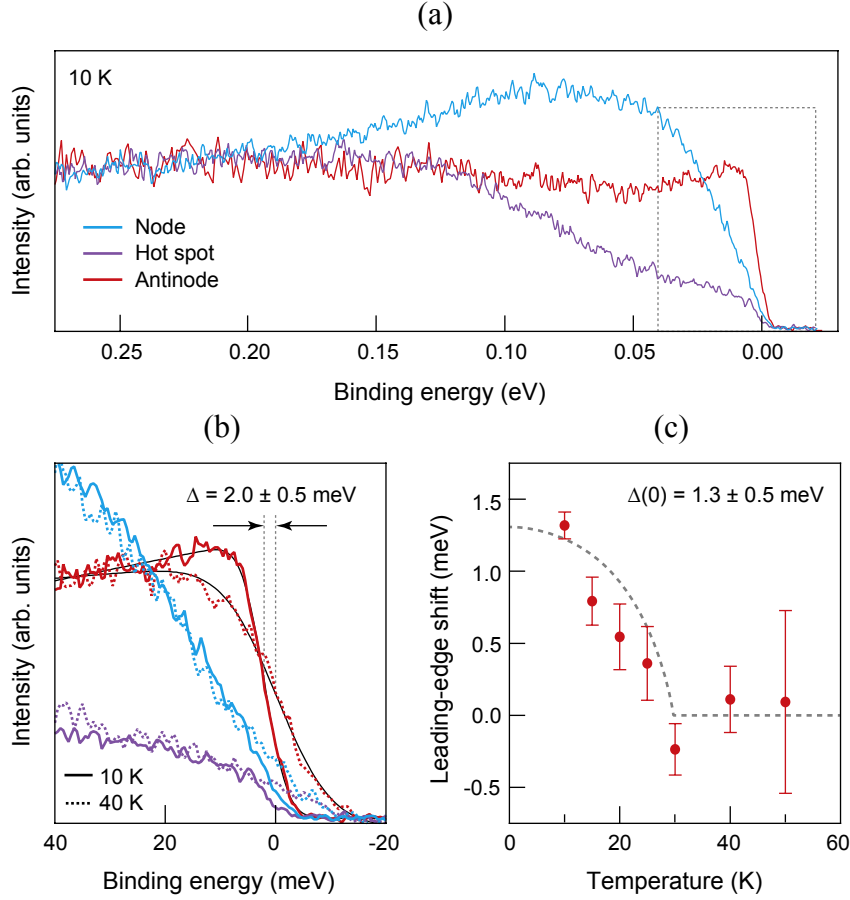 (a)
10 K
Intensity (arb. units)
Node
Hot spot
Antinode
0.25 0.20 0.15 0.10 0.05 0.00
Binding energy (eV)
(b)
Δ = 2.0 ± 0.5 meV
Intensity (arb. units)
10 K
40 K
40 20 0 -20
Binding energy (meV)
(c)
Δ(0) = 1.3 ± 0.5 meV
Leading-edge shift (meV)
1.5
1.0
0.5
0.0
-0.5
0 20 40 60
Temperature (K)